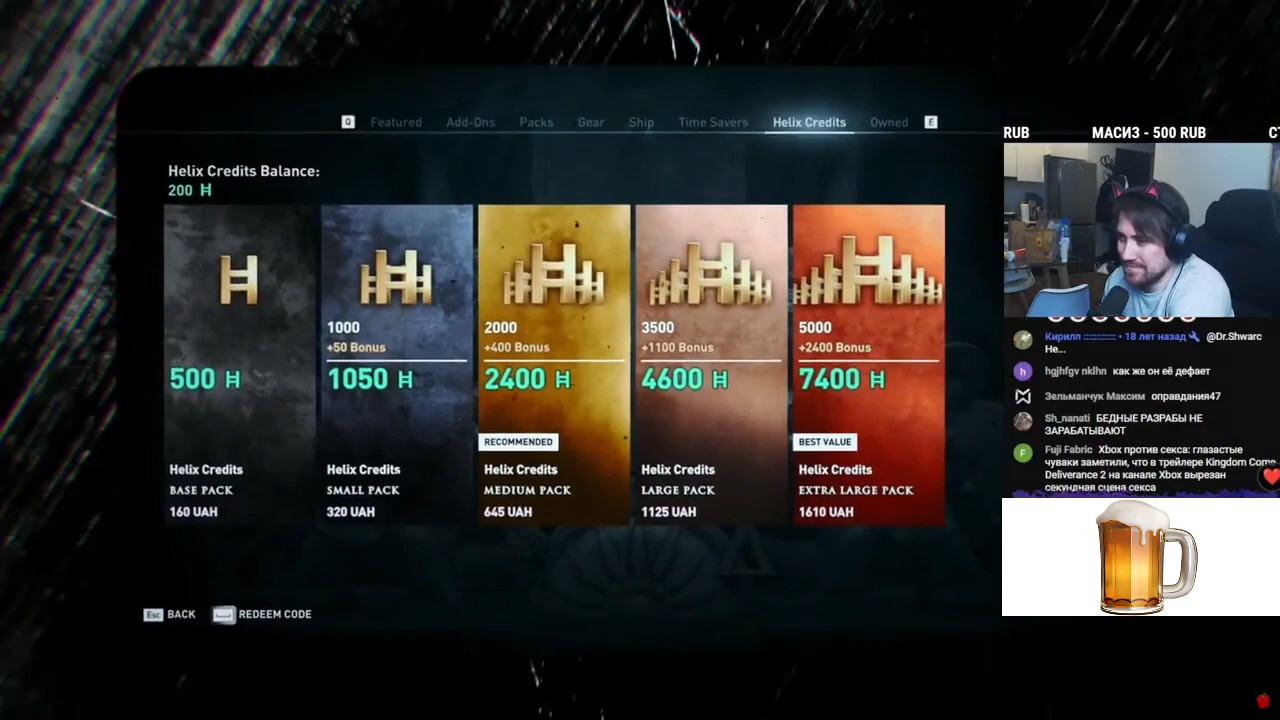 Q Featured Add-Ons Packs Gear Ship Time Savers Helix Credits Owned E
Helix Credits Balance:
200
500
Helix Credits
BASE PACK
160 UAH
1000
+50 Bonus
1050
Helix Credits
SMALL PACK
320 UAH
2000
+400 Bonus
2400
RECOMMENDED
Helix Credits
MEDIUM PACK
645 UAH
3500
+1100 Bonus
4600
Helix Credits
LARGE PACK
1125 UAH
5000
+2400 Bonus
7400
BEST VALUE
Helix Credits
EXTRA LARGE PACK
1610 UAH
Esc BACK REDEEM CODE
RUB МАСИЗ - 500 RUB
Кирилл :::::::::::: • 18 лет назад @Dr.Shwarc
Не...
h hgjhfgv nklhn как же он её дефает
Зельманчук Максим оправдания47
Sh_nanati БЕДНЫЕ РАЗРАБЫ НЕ
ЗАРАБАТЫВАЮТ
F Fuji Fabric Xbox против секса: глазастые
чуваки заметили, что в трейлере Kingdom Come
Deliverance 2 на канале Xbox вырезан
секундная сцена секса